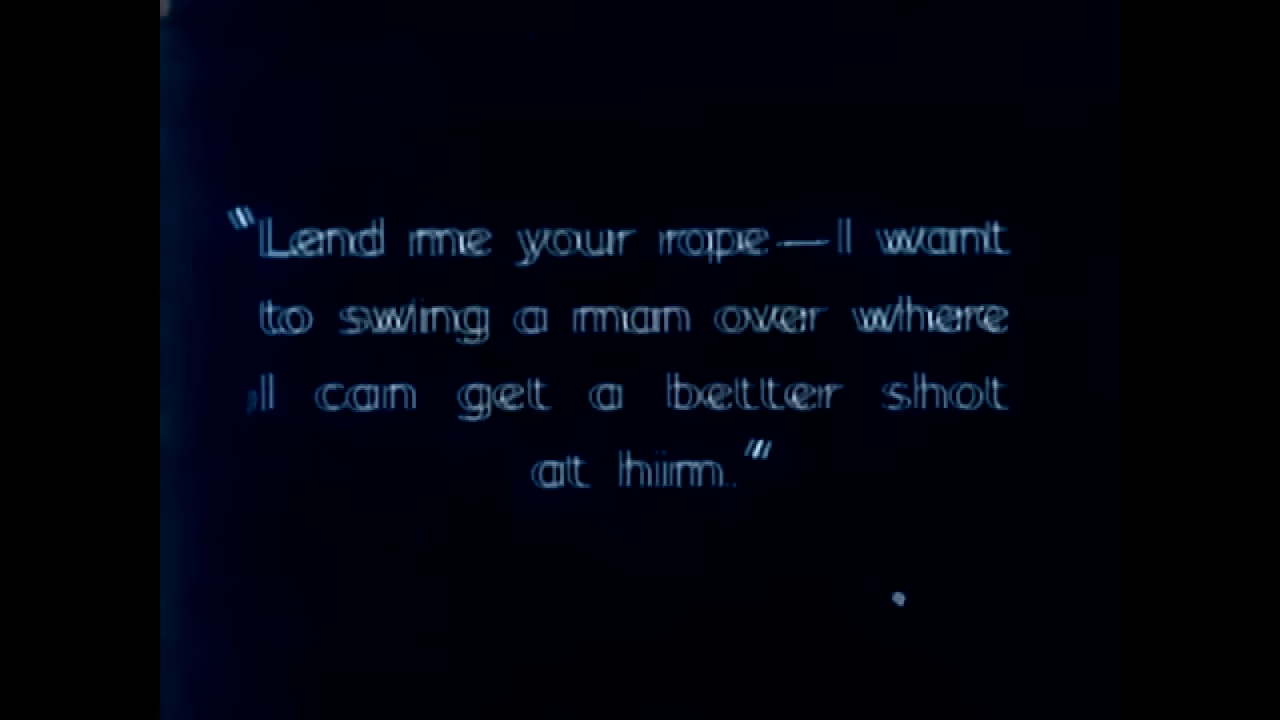 "Lend me your rope—I want
to swing a man over where
I can get a better shot
at him."